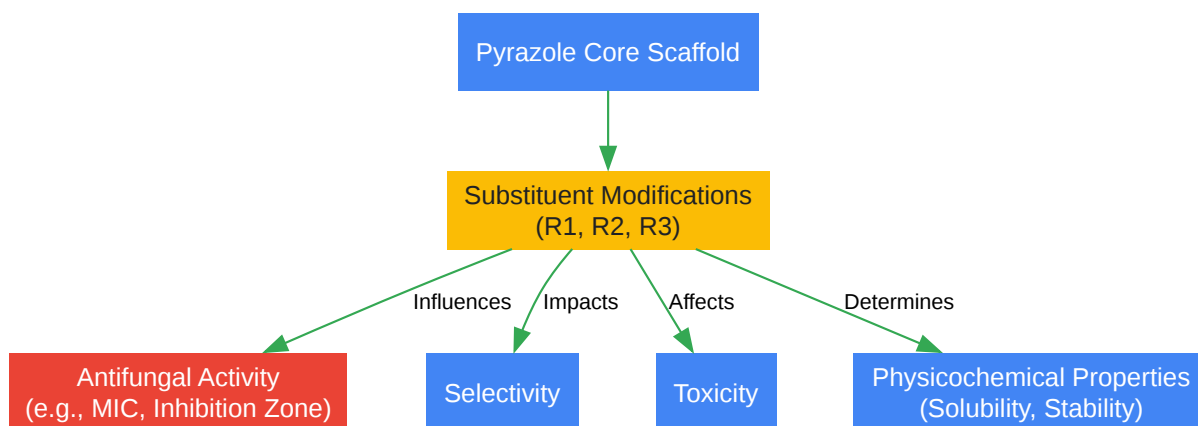 Pyrazole Core Scaffold
Substituent Modifications
(R1, R2, R3)
Influences
Impacts
Affects
Determines
Antifungal Activity
(e.g., MIC, Inhibition Zone)
Selectivity
Toxicity
Physicochemical Properties
(Solubility, Stability)